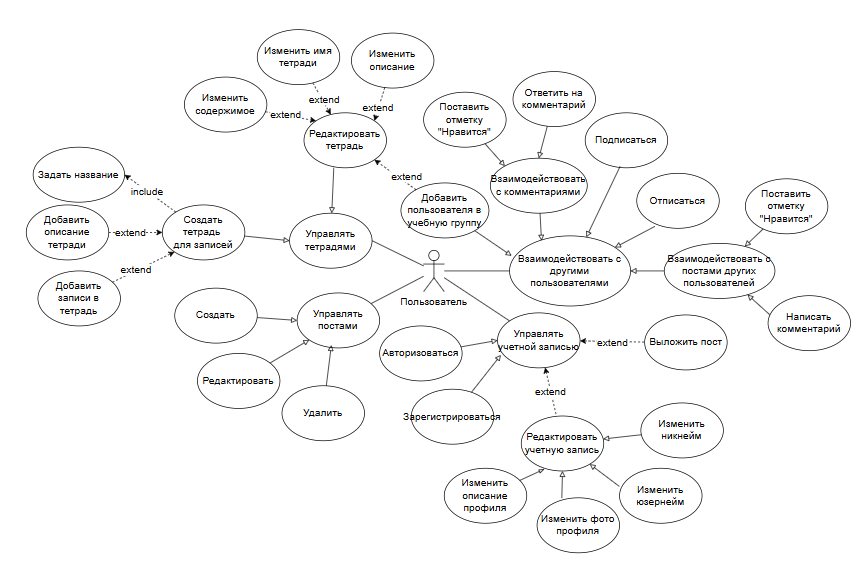 Изменить имя
тетради
Изменить
описание
Изменить
содержимое
extend
extend
extend
Редактировать
тетрадь
Поставить
отметку
"Нравится"
Ответить на
комментарий
Подписаться
Взаимодействовать
с комментариями
Задать название
include
extend
Добавить
пользователя в
учебную группу
Отписаться
Поставить
отметку
"Нравится"
Добавить
описание
тетради
extend
Создать
тетрадь
для записей
Управлять
тетрадями
Взаимодействовать с
другими
пользователями
Взаимодействовать с
постами других
пользователей
extend
Добавить
записи в
тетрадь
Пользователь
Создать
Управлять
постами
Управлять
учетной записью
extend
Выложить пост
Написать
комментарий
Авторизоваться
Редактировать
Удалить
Зарегистрироваться
extend
Редактировать
учетную запись
Изменить
никнейм
Изменить
описание
профиля
Изменить фото
профиля
Изменить
юзернейм